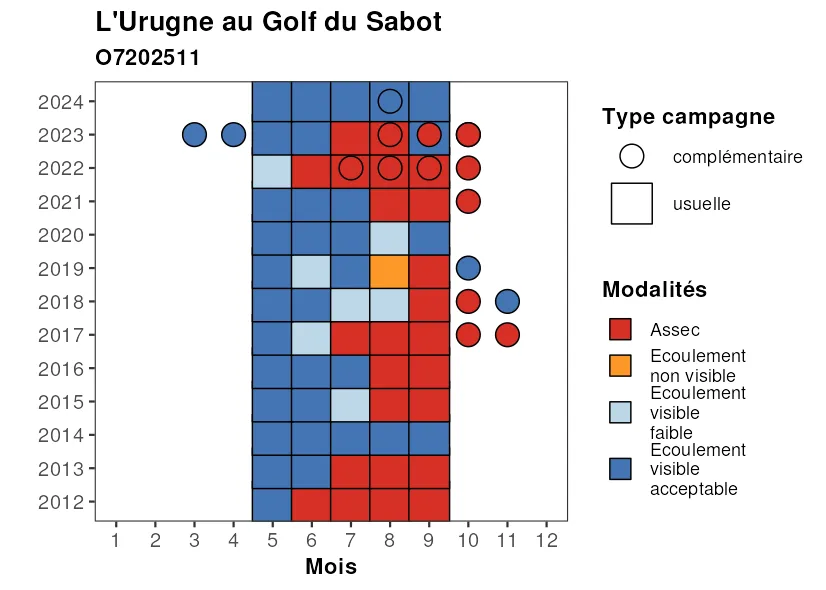 L'Urugne au Golf du Sabot
O7202511
2024
2023
2022
2021
2020
2019
2018
2017
2016
2015
2014
2013
2012
1 2 3 4 5 6 7 8 9 10 11 12
Mois
Type campagne
complémentaire
usuelle
Modalités
Assec
Ecoulement
non visible
Ecoulement
visible
faible
Ecoulement
visible
acceptable